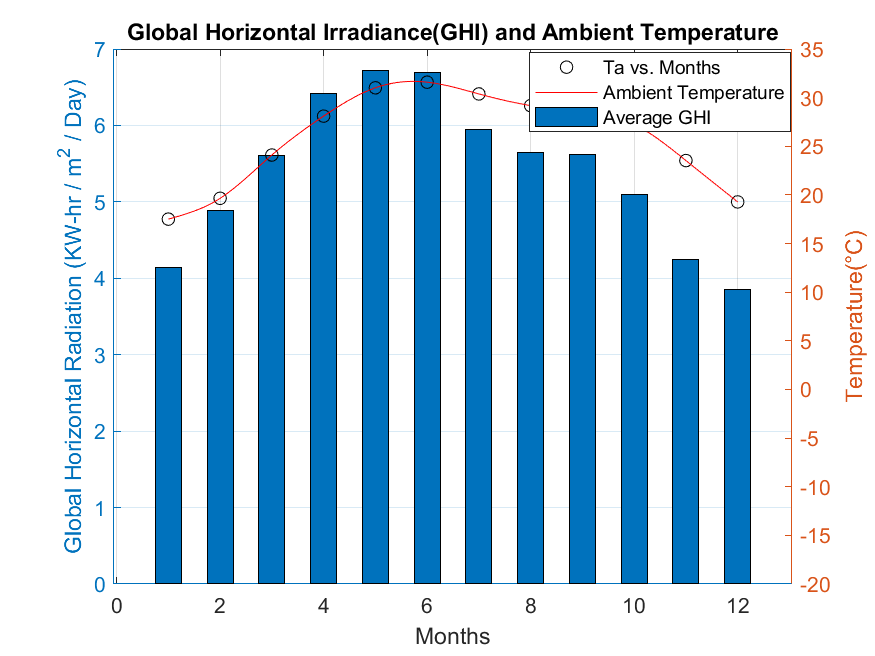 Global Horizontal Irradiance(GHI) and Ambient Temperature
Ta vs. Months
Ambient Temperature
Average GHI
Global Horizontal Radiation (KW-hr / m² / Day)
7
6
5
4
3
2
1
0
35
30
25
20
15
10
5
0
-5
-10
-15
-20
Temperature(°C)
0 2 4 6 8 10 12
Months